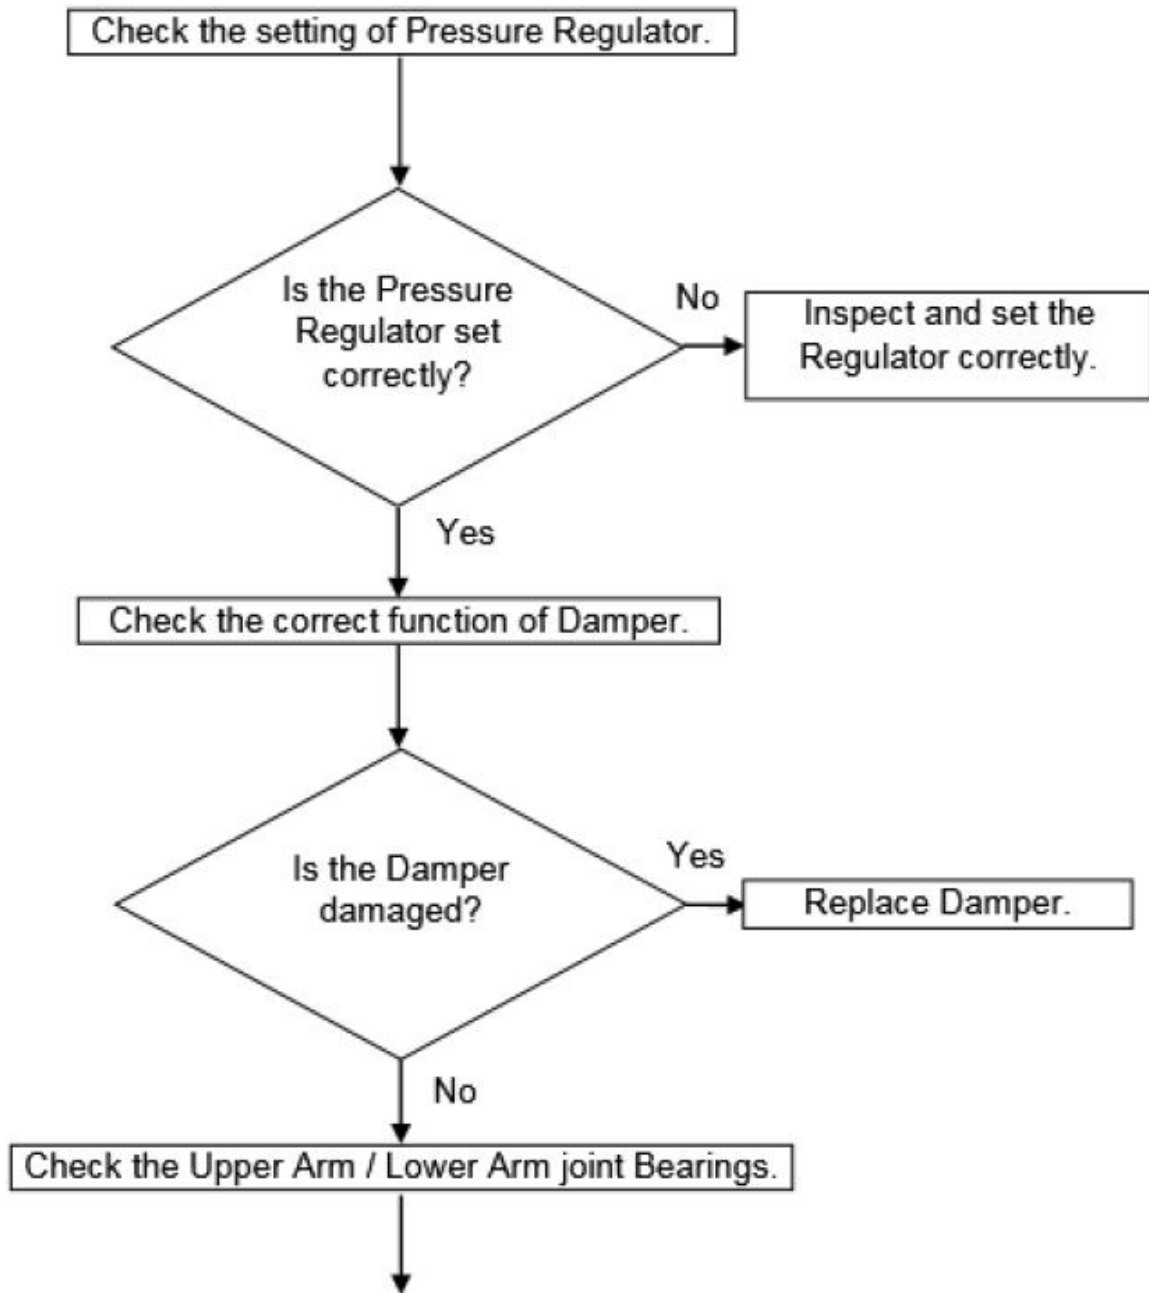 Check the setting of Pressure Regulator.
Is the Pressure
Regulator set
correctly?
No
Inspect and set the
Regulator correctly.
Yes
Check the correct function of Damper.
Is the Damper
damaged?
Yes
Replace Damper.
No
Check the Upper Arm / Lower Arm joint Bearings.